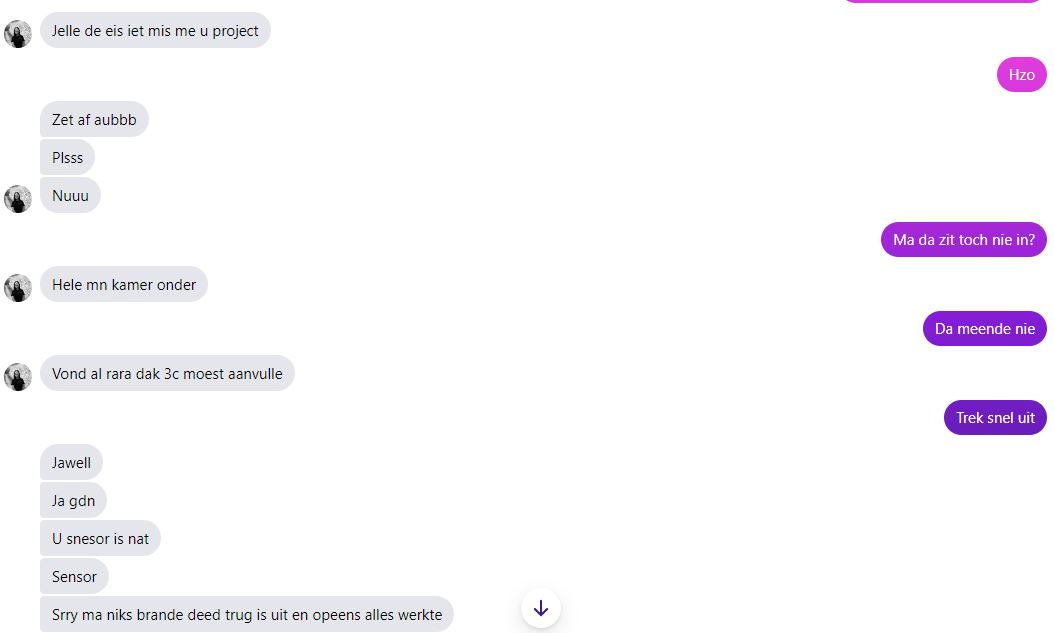 Jelle de eis iet mis me u project
Hzo
Zet af aubbb
Plsss
Nuuu
Ma da zit toch nie in?
Hele mn kamer onder
Da meende nie
Vond al rara dak 3c moest aanvulle
Trek snel uit
Jawell
Ja gdn
U snesor is nat
Sensor
Srry ma niks brande deed trug is uit en opeens alles werkte